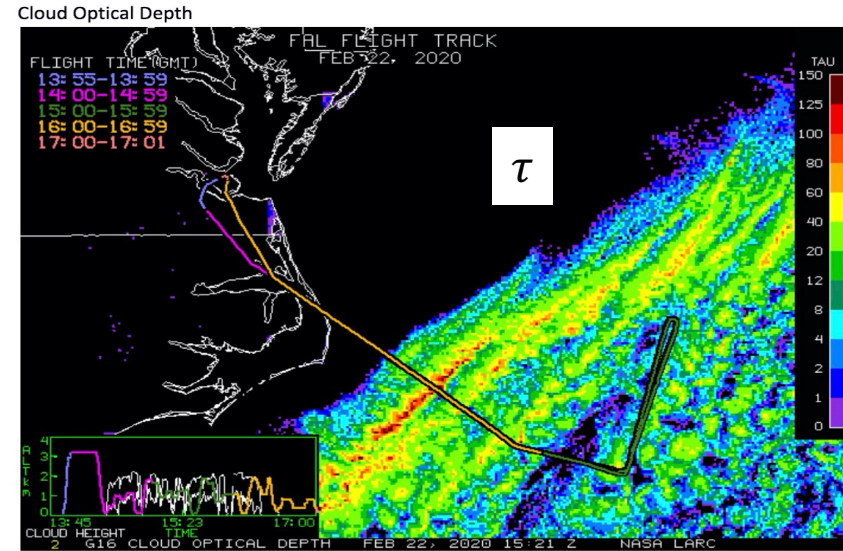 Cloud Optical Depth
FAL FLIGHT TRACK
FEB 22, 2020
FLIGHT TIME(GMT)
13:55-13:59
14:00-14:59
15:00-15:59
16:00-16:59
17:00-17:01
τ
TAU
150
125
100
80
60
40
20
12
8
4
2
1
0
ALT km
4
3
2
1
0
13:45 15:23 17:00
CLOUD HEIGHT TIME
2 G16 CLOUD OPTICAL DEPTH FEB 22, 2020 15:21 Z NASA LARC